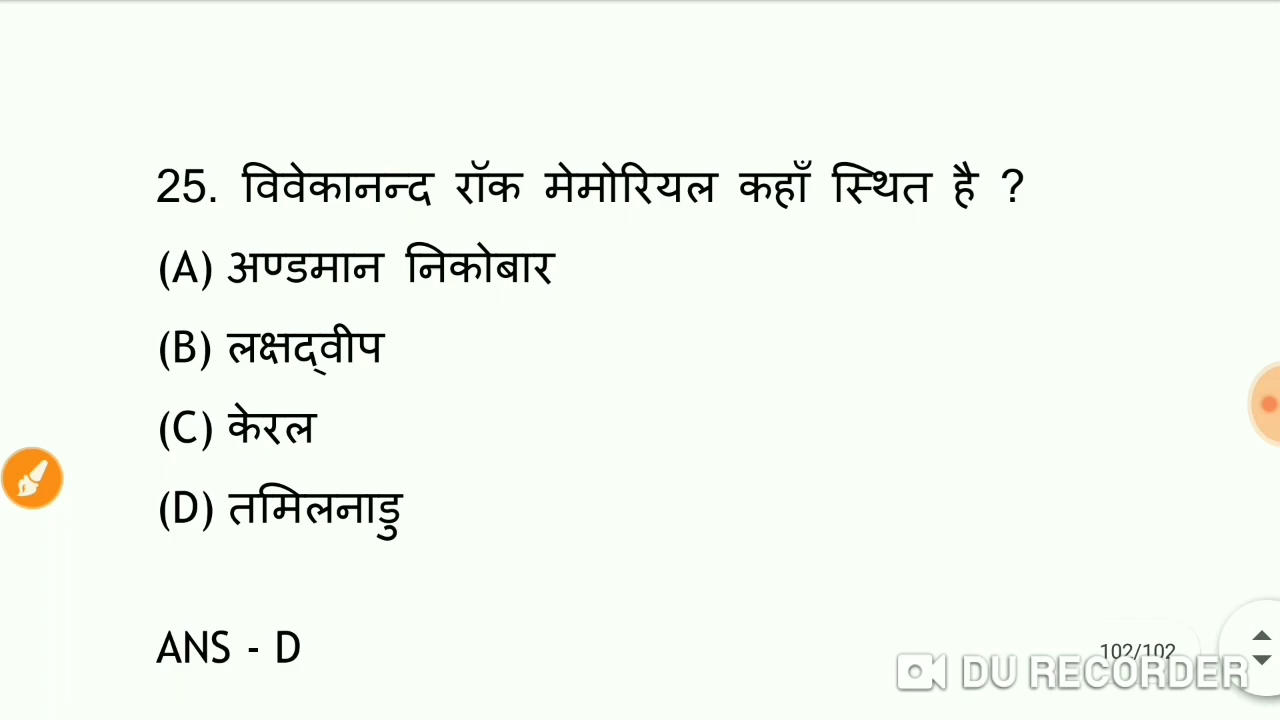 25. विवेकानन्द रॉक मेमोरियल कहाँ स्थित है ?
(A) अण्डमान निकोबार
(B) लक्षद्‌वीप
(C) केरल
(D) तमिलनाडु
ANS - D
102/102
DU RECORDER